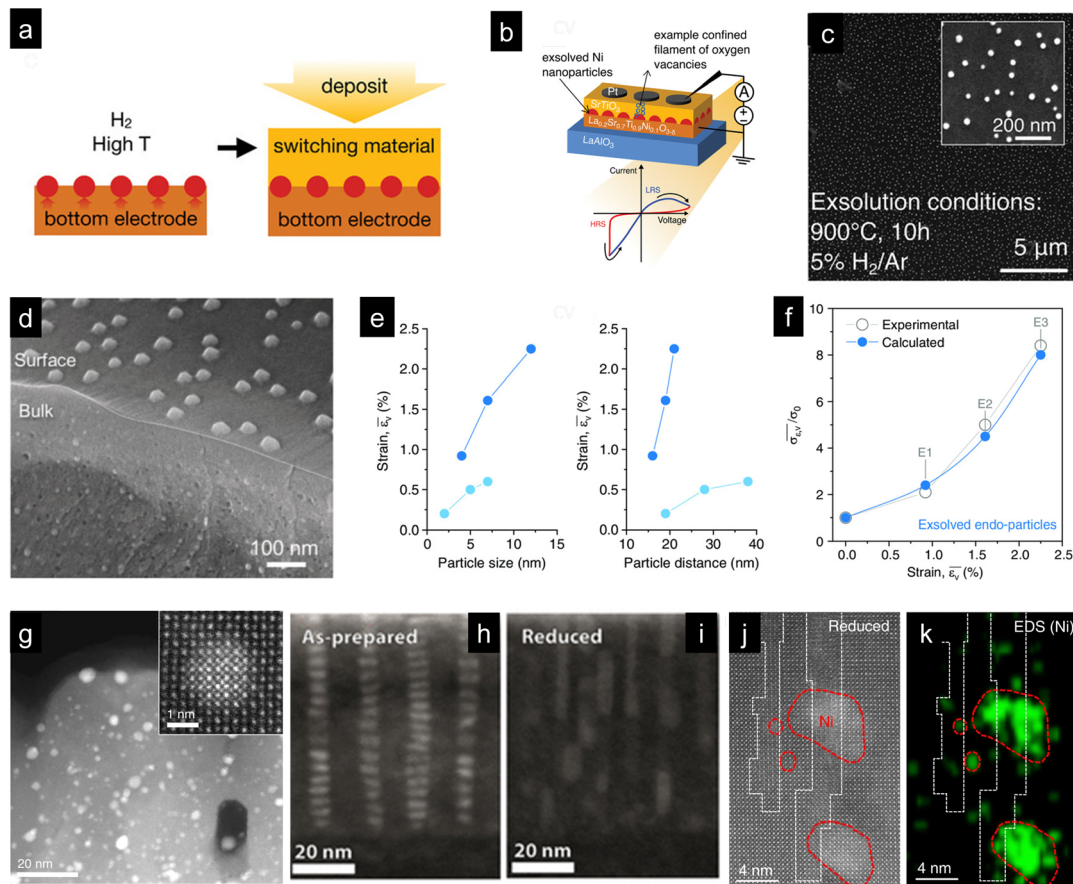 a
H₂
High T
bottom electrode
deposit
switching material
bottom electrode
b
CV
exsolved Ni
nanoparticles
example confined
filament of oxygen
vacancies
Pt
SrTiO₃
La₀.₂Sr₀.₇Ti₀.₉Ni₀.₁O₃₋δ
LaAlO₃
A
+
−
Current
LRS
Voltage
HRS
c
200 nm
Exsolution conditions:
900°C, 10h
5% H₂/Ar
5 µm
d
Surface
Bulk
100 nm
e
CV
2.5
2.0
1.5
1.0
0.5
0.0
Strain, ε̅ᵥ (%)
0 5 10 15
Particle size (nm)
2.5
2.0
1.5
1.0
0.5
0.0
Strain, ε̅ᵥ (%)
10 20 30 40
Particle distance (nm)
f
10
8
6
4
2
0
σ̅ε,v/σ₀
Experimental
Calculated
E1
E2
E3
Exsolved endo-particles
0.0 0.5 1.0 1.5 2.0 2.5
Strain, ε̅ᵥ (%)
g
1 nm
20 nm
As-prepared
h
20 nm
Reduced
i
20 nm
j
Reduced
Ni
4 nm
k
EDS (Ni)
4 nm